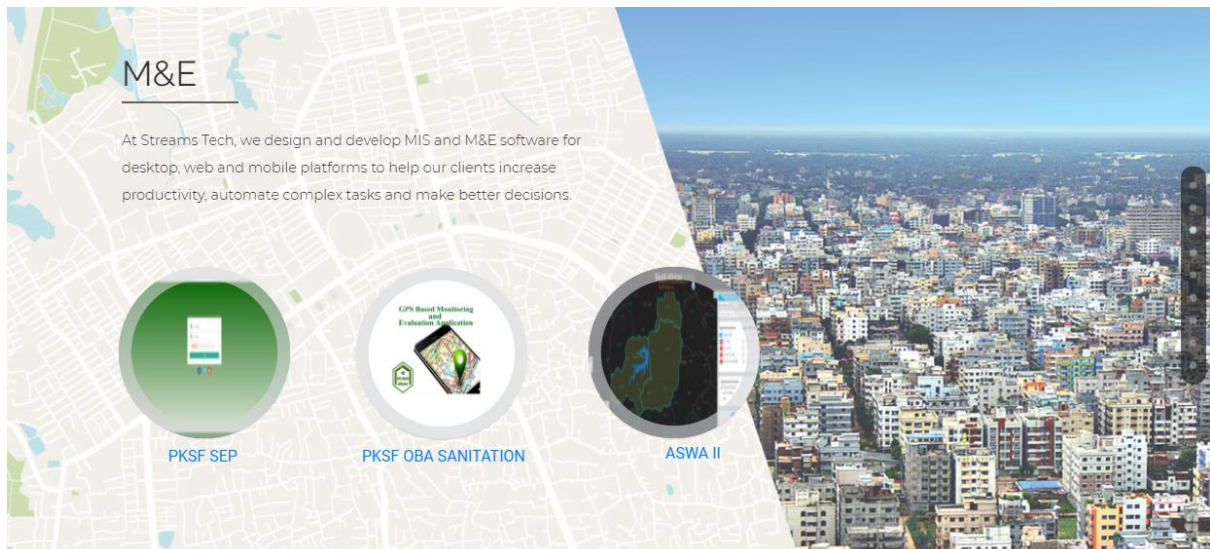 M&E
At Streams Tech, we design and develop MIS and M&E software for
desktop, web and mobile platforms to help our clients increase
productivity, automate complex tasks and make better decisions.
GPS Based Monitoring
and
Evaluation Application
PKSF SEP
PKSF OBA SANITATION
ASWA II